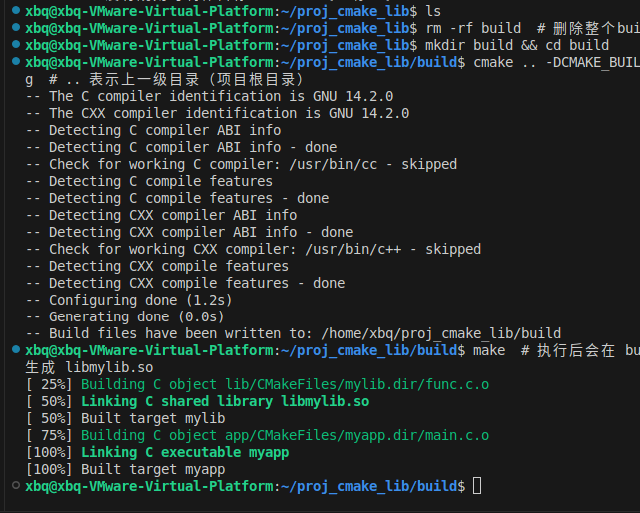 xbq@xbq-VMware-Virtual-Platform:~/proj_cmake_lib$ ls
xbq@xbq-VMware-Virtual-Platform:~/proj_cmake_lib$ rm -rf build  # 删除整个bui
xbq@xbq-VMware-Virtual-Platform:~/proj_cmake_lib$ mkdir build && cd build
xbq@xbq-VMware-Virtual-Platform:~/proj_cmake_lib/build$ cmake .. -DCMAKE_BUIL
g  # .. 表示上一级目录（项目根目录）
-- The C compiler identification is GNU 14.2.0
-- The CXX compiler identification is GNU 14.2.0
-- Detecting C compiler ABI info
-- Detecting C compiler ABI info - done
-- Check for working C compiler: /usr/bin/cc - skipped
-- Detecting C compile features
-- Detecting C compile features - done
-- Detecting CXX compiler ABI info
-- Detecting CXX compiler ABI info - done
-- Check for working CXX compiler: /usr/bin/c++ - skipped
-- Detecting CXX compile features
-- Detecting CXX compile features - done
-- Configuring done (1.2s)
-- Generating done (0.0s)
-- Build files have been written to: /home/xbq/proj_cmake_lib/build
xbq@xbq-VMware-Virtual-Platform:~/proj_cmake_lib/build$ make  # 执行后会在 bu
生成 libmylib.so
[ 25%] Building C object lib/CMakeFiles/mylib.dir/func.c.o
[ 50%] Linking C shared library libmylib.so
[ 50%] Built target mylib
[ 75%] Building C object app/CMakeFiles/myapp.dir/main.c.o
[100%] Linking C executable myapp
[100%] Built target myapp
xbq@xbq-VMware-Virtual-Platform:~/proj_cmake_lib/build$